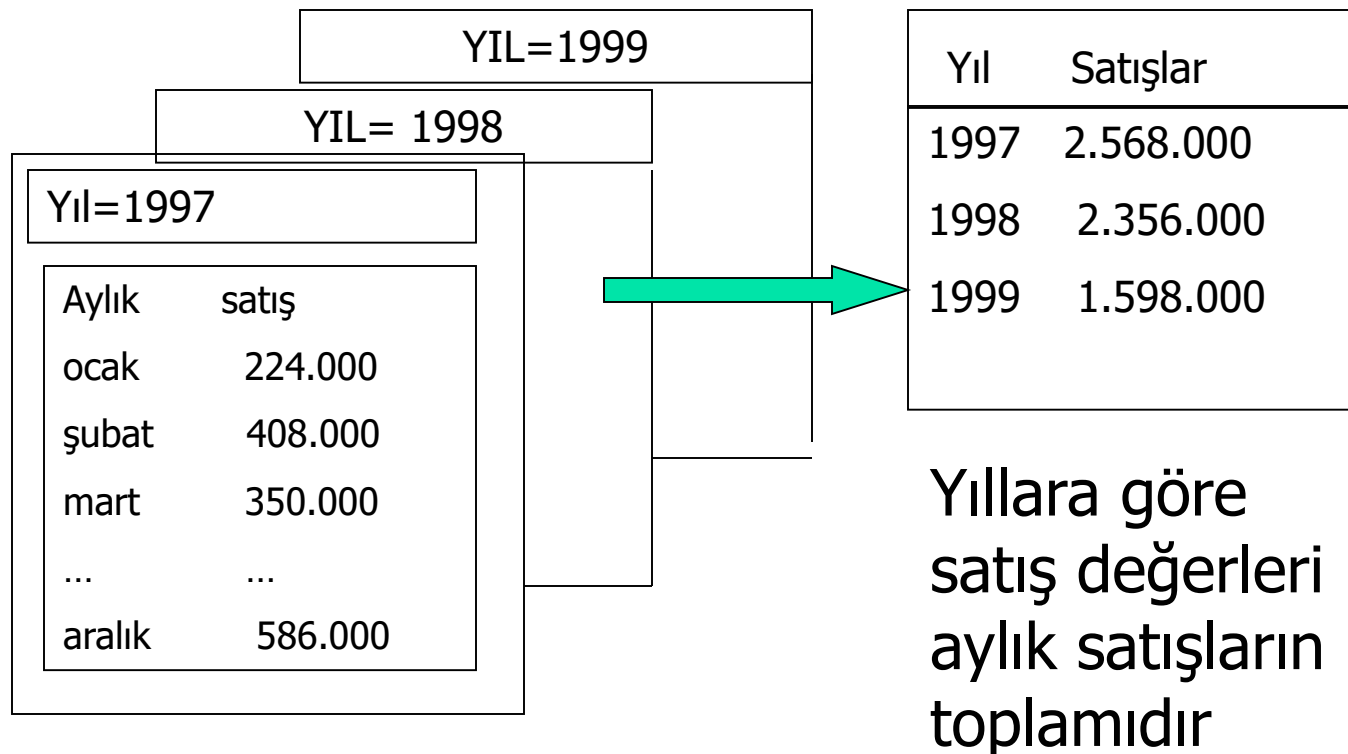 YIL=1999
YIL= 1998
Yıl=1997
Aylık satış
ocak 224.000
şubat 408.000
mart 350.000
... ...
aralık 586.000
Yıl Satışlar
1997 2.568.000
1998 2.356.000
1999 1.598.000
Yıllara göre
satış değerleri
aylık satışların
toplamıdır